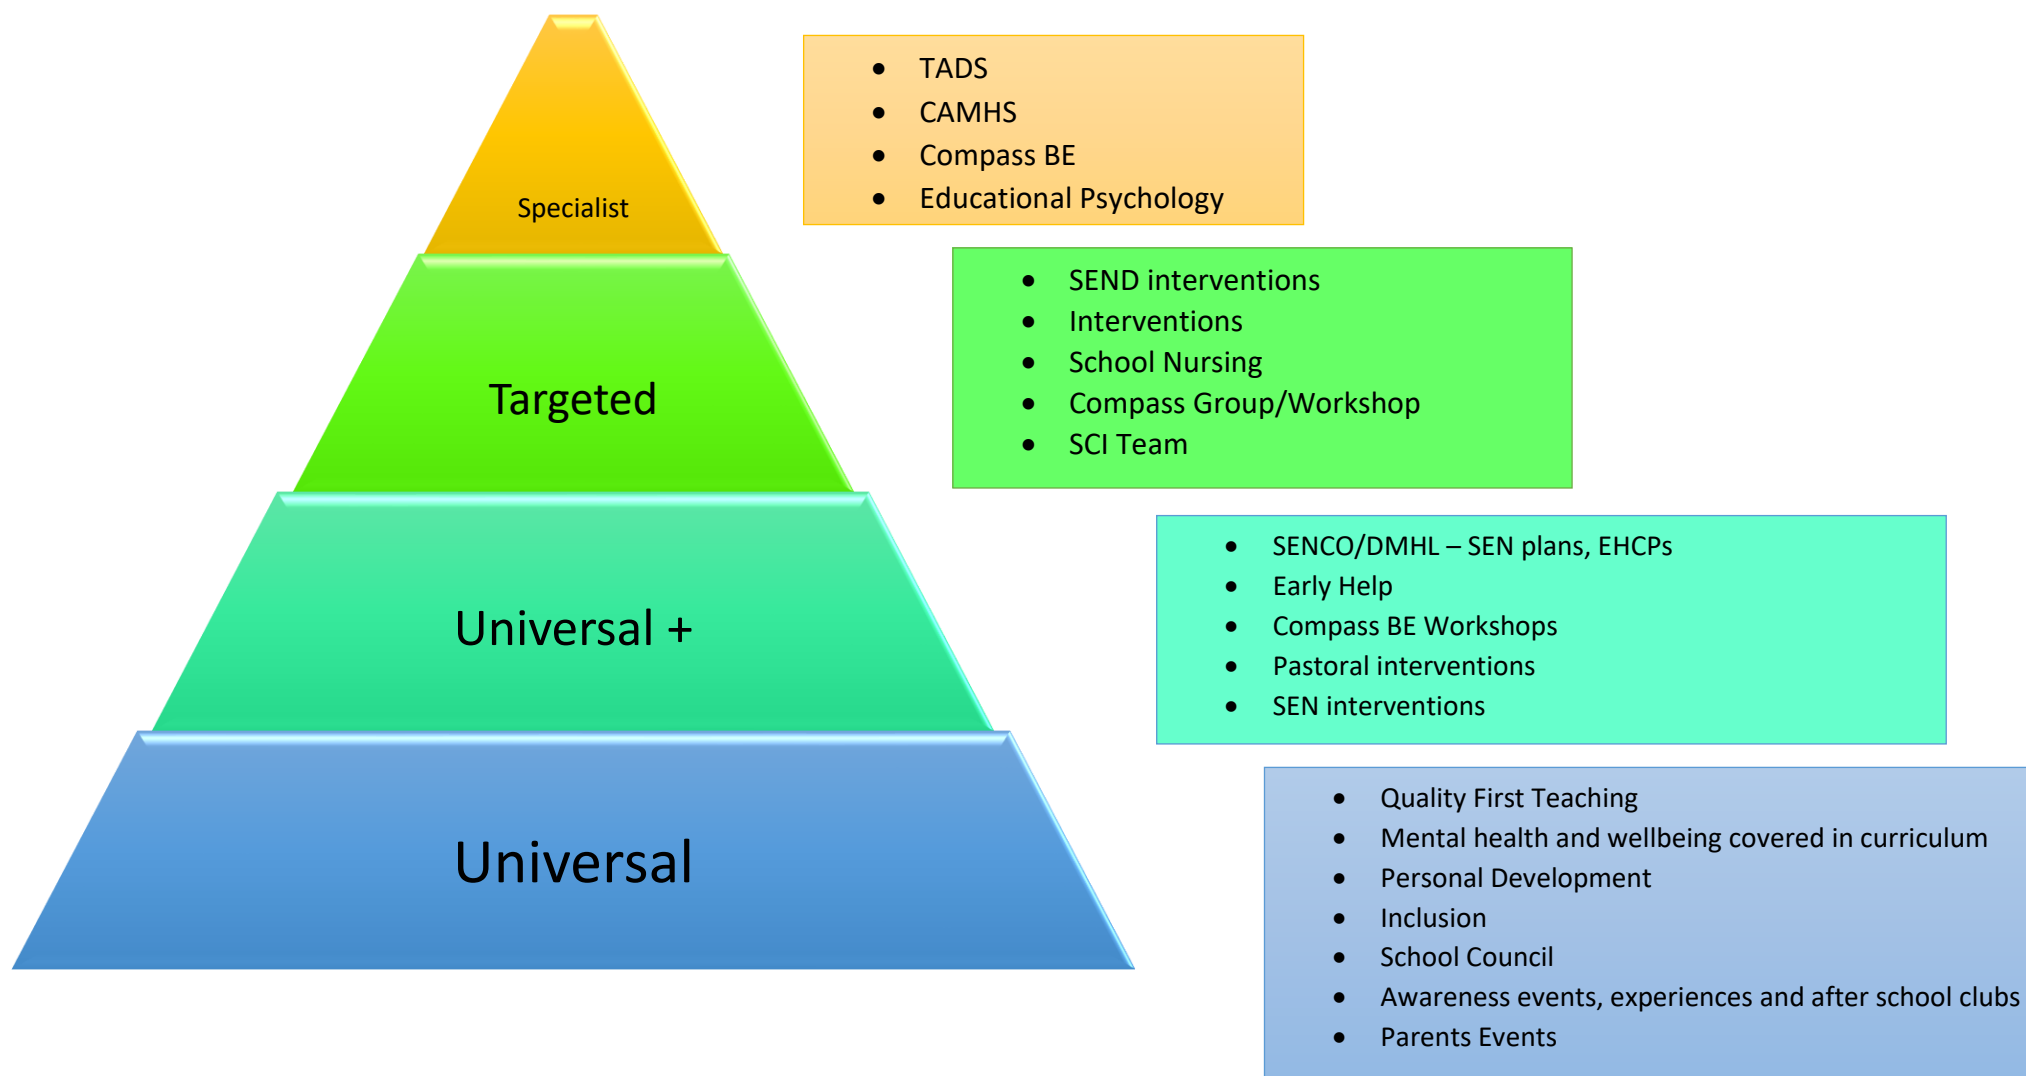 Specialist
• TADS
• CAMHS
• Compass BE
• Educational Psychology
Targeted
• SEND interventions
• Interventions
• School Nursing
• Compass Group/Workshop
• SCI Team
Universal +
• SENCO/DMHL – SEN plans, EHCPs
• Early Help
• Compass BE Workshops
• Pastoral interventions
• SEN interventions
Universal
• Quality First Teaching
• Mental health and wellbeing covered in curriculum
• Personal Development
• Inclusion
• School Council
• Awareness events, experiences and after school clubs
• Parents Events